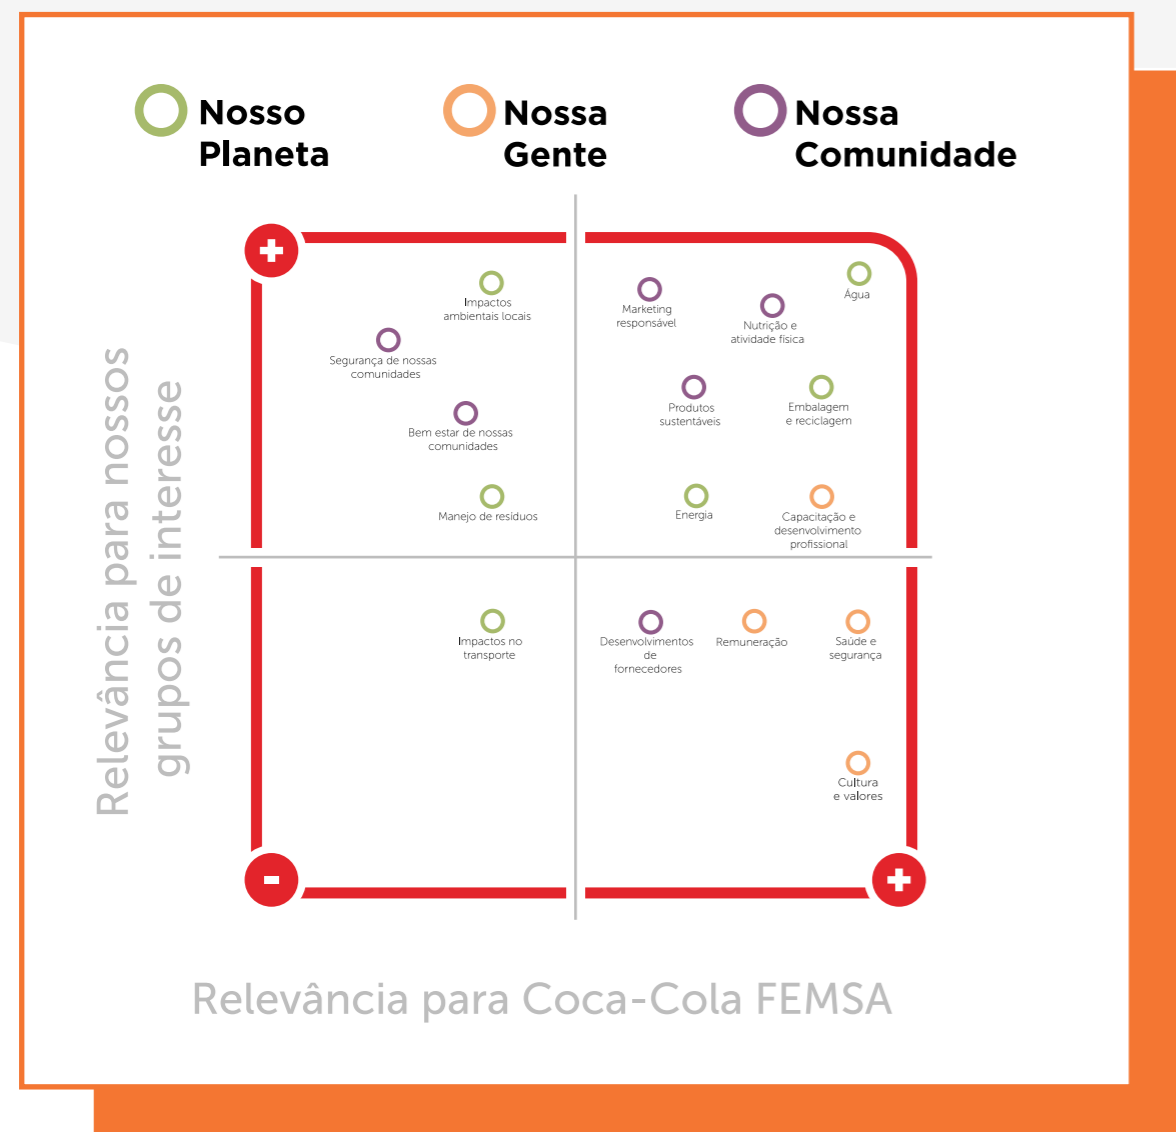 Nosso
Planeta
Nossa
Gente
Nossa
Comunidade
+
Impactos
ambientais locais
Segurança de nossas
comunidades
Bem estar de nossas
comunidades
Manejo de resíduos
Marketing
responsável
Nutrição e
atividade física
Água
Produtos
sustentáveis
Embalagem
e reciclagem
Energia
Capacitação e
desenvolvimento
profissional
Impactos no
transporte
Desenvolvimentos
de
fornecedores
Remuneração
Saúde e
segurança
Cultura
e valores
-
+
Relevância para nossos
grupos de interesse
Relevância para Coca-Cola FEMSA